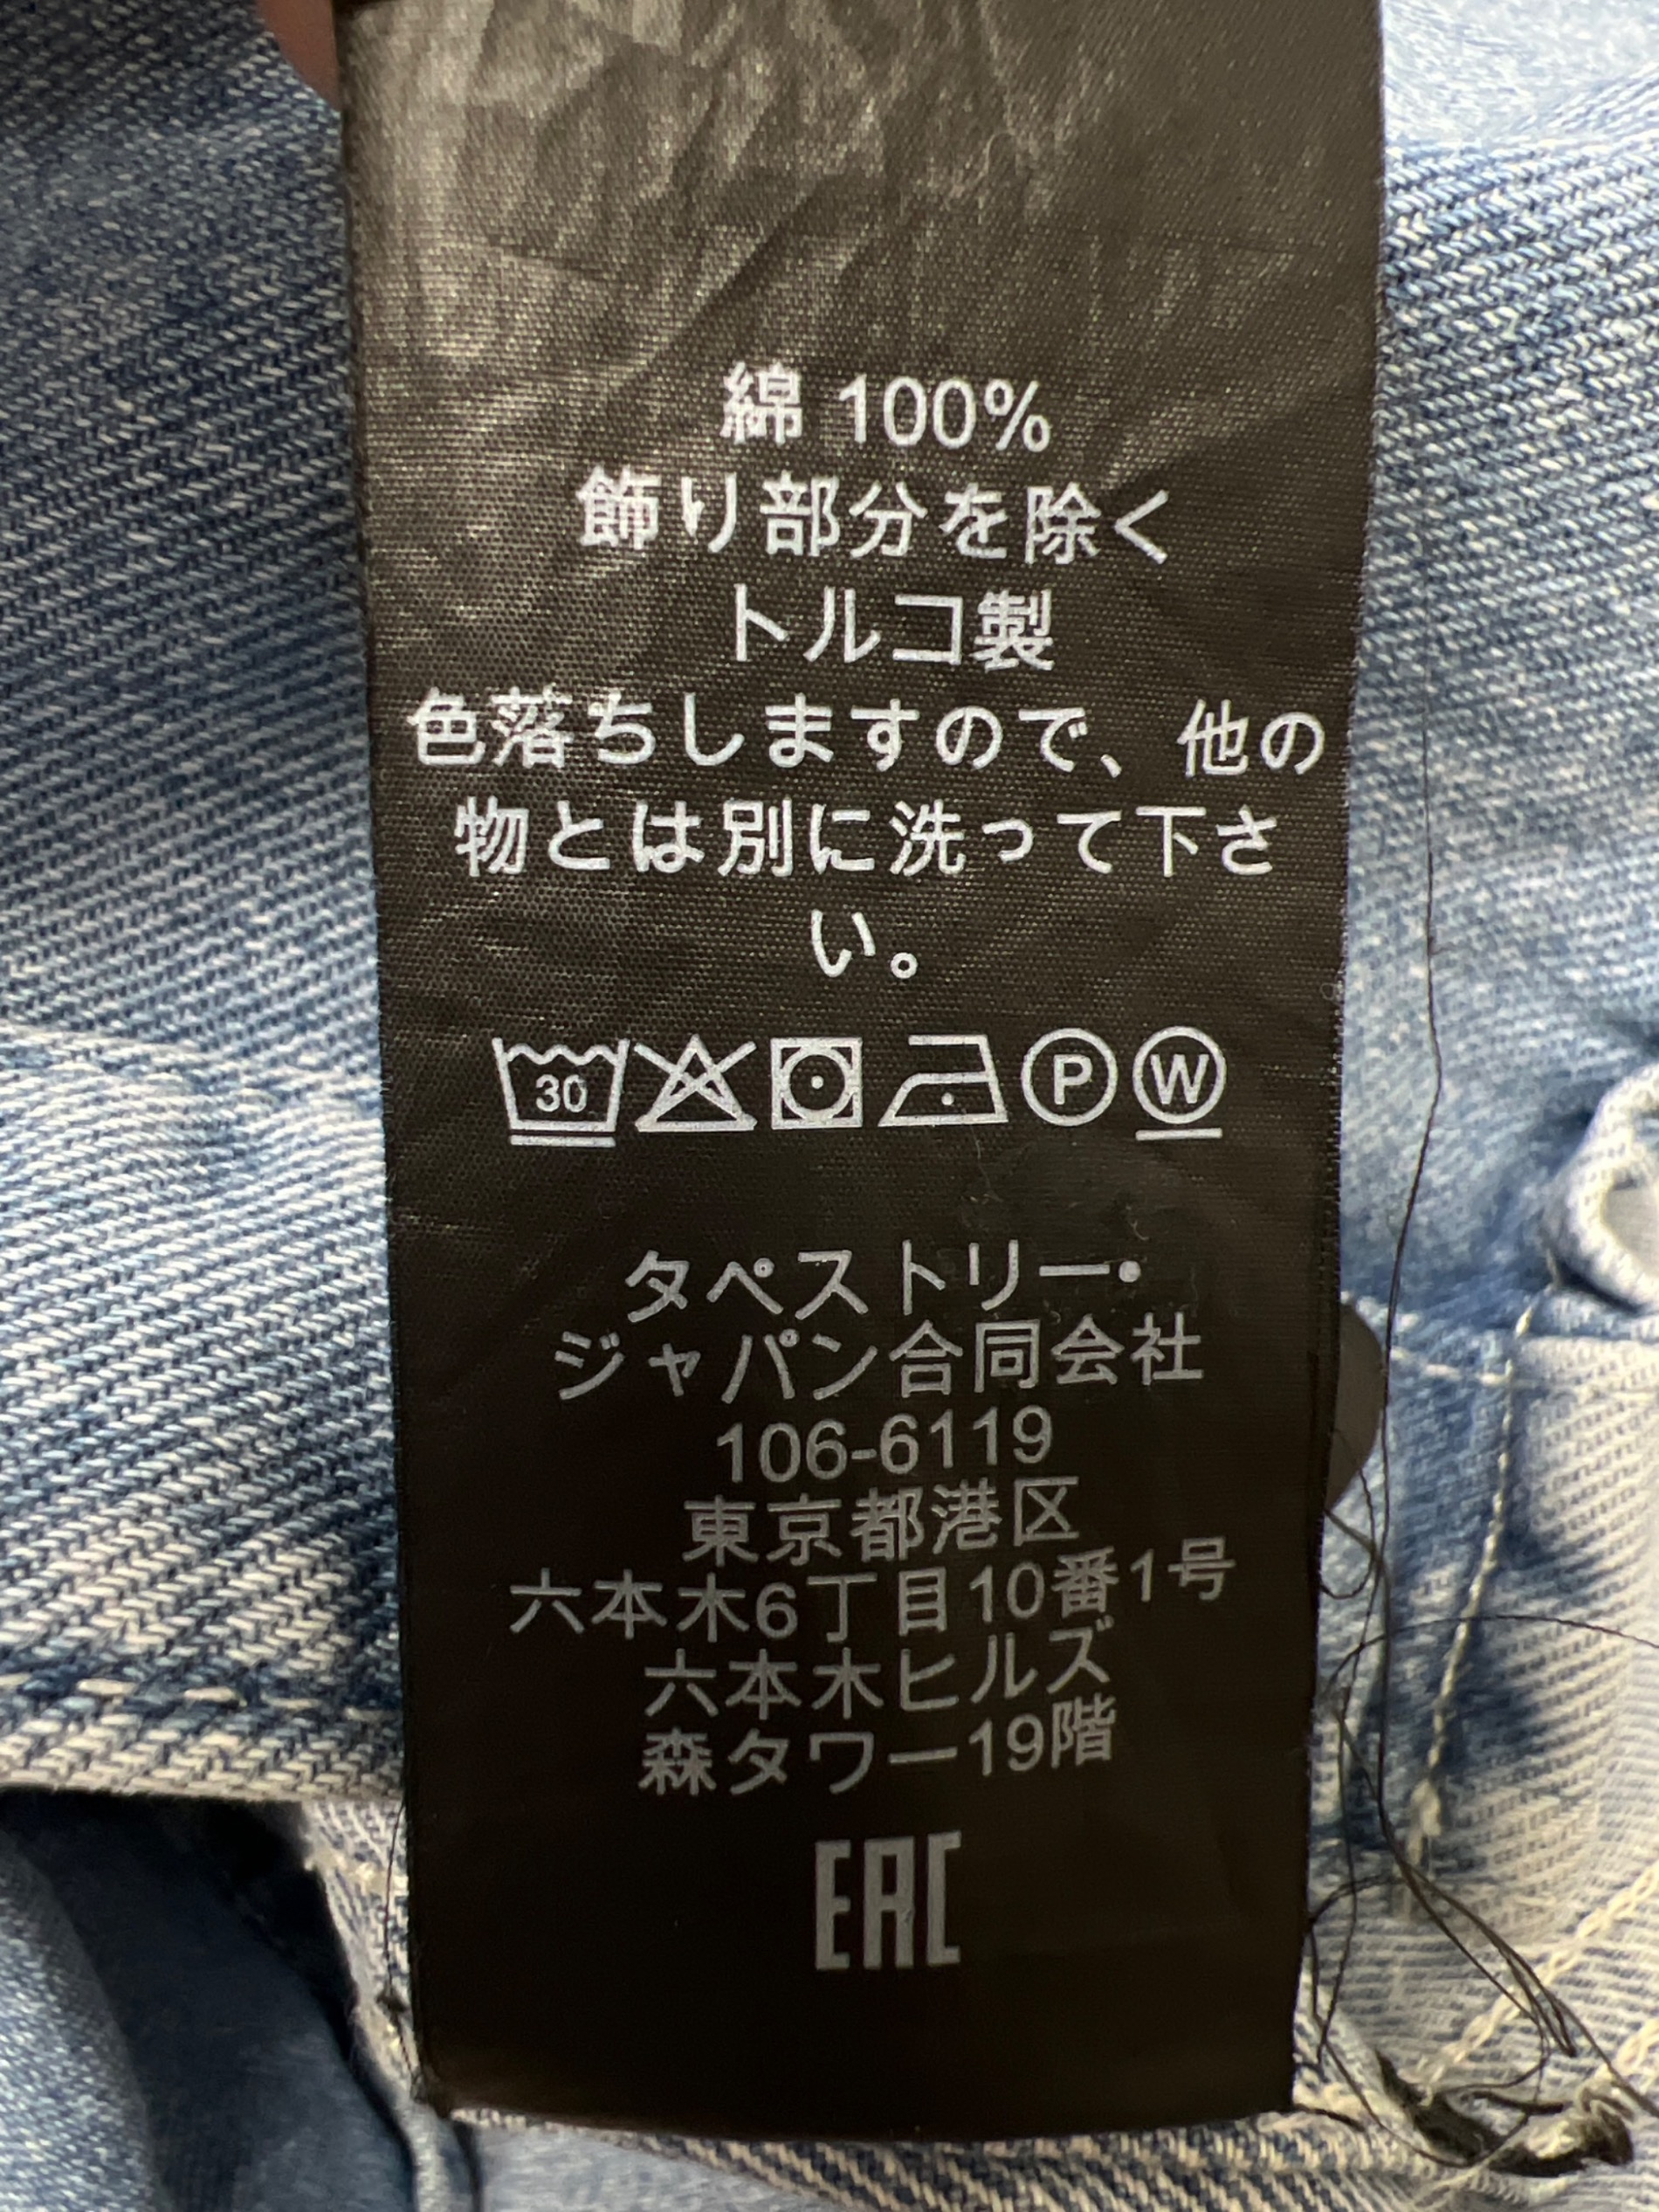 綿 100%
飾り部分を除く
トルコ製
色落ちしますので、他の
物とは別に洗って下さ
い。
30 P W
タペストリー・
ジャパン合同会社
106-6119
東京都港区
六本木6丁目10番1号
六本木ヒルズ
森タワー19階
EAC